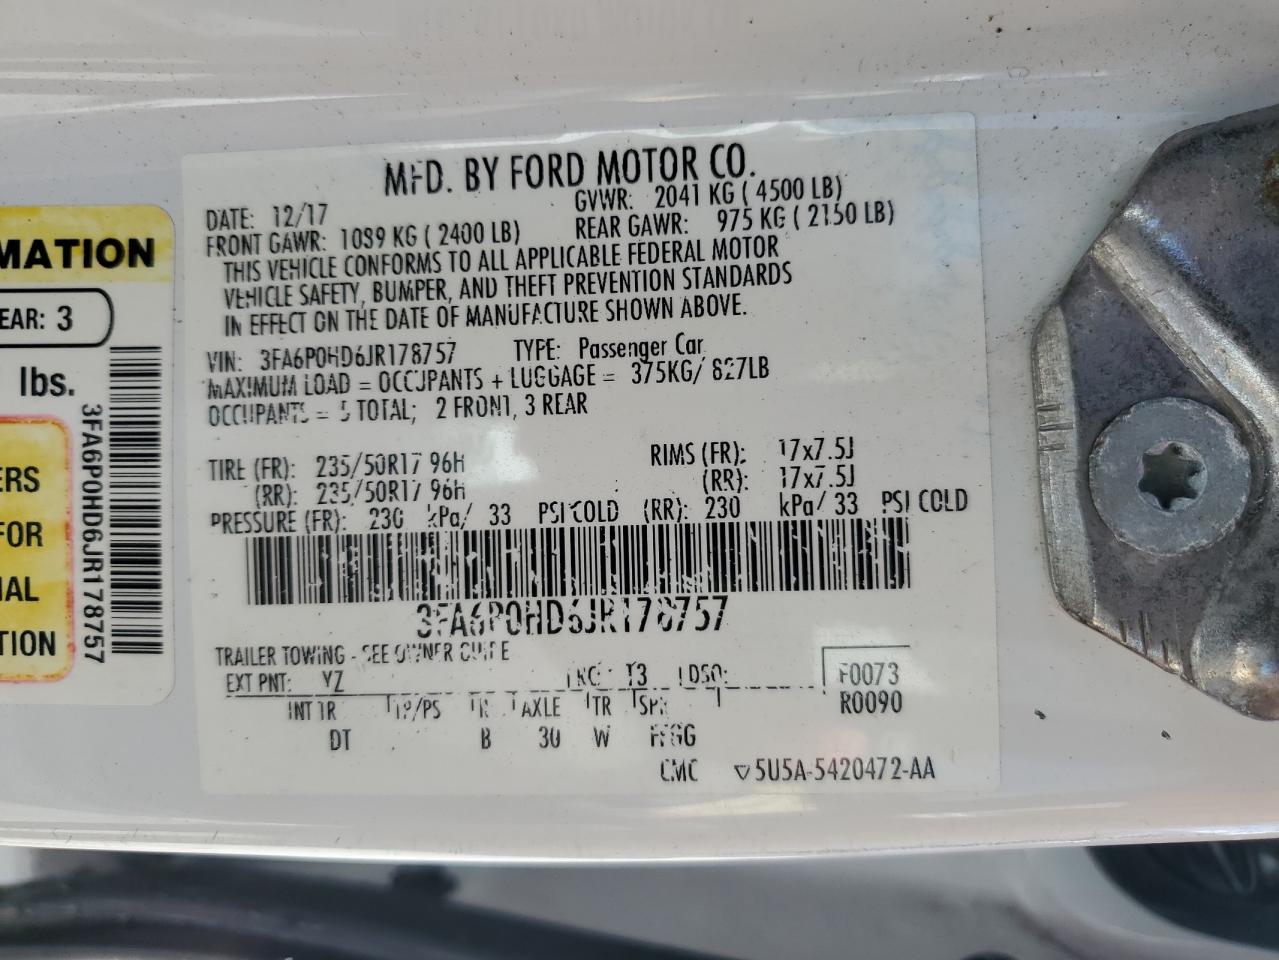 MFD. BY FORD MOTOR CO.
DATE: 12/17 GVWR: 2041 KG ( 4500 LB)
FRONT GAWR: 1089 KG ( 2400 LB) REAR GAWR: 975 KG ( 2150 LB)
THIS VEHICLE CONFORMS TO ALL APPLICABLE FEDERAL MOTOR
VEHICLE SAFETY, BUMPER, AND THEFT PREVENTION STANDARDS
IN EFFECT ON THE DATE OF MANUFACTURE SHOWN ABOVE.
VIN: 3FA6P0HD6JR178757 TYPE: Passenger Car
MAXIMUM LOAD = OCCUPANTS + LUGGAGE = 375KG/ 827LB
OCCUPANTS = 5 TOTAL; 2 FRONT, 3 REAR
TIRE (FR): 235/50R17 96H RIMS (FR): 17x7.5J
(RR): 235/50R17 96H (RR): 17x7.5J
PRESSURE (FR): 230 kPa/ 33 PSI COLD (RR): 230 kPa/ 33 PSI COLD
3FA6P0HD6JR178757
TRAILER TOWING - SEE OWNER GUIDE
EXT PNT: YZ RC: 13 DSO: F0073
R0090
INT TR TP/PS R AXLE TR SPR
DT B 30 W
CMC ▽5U5A-5420472-AA
MATION
EAR: 3
lbs.
3FA6P0HD6JR178757
ERS
FOR
IAL
TION